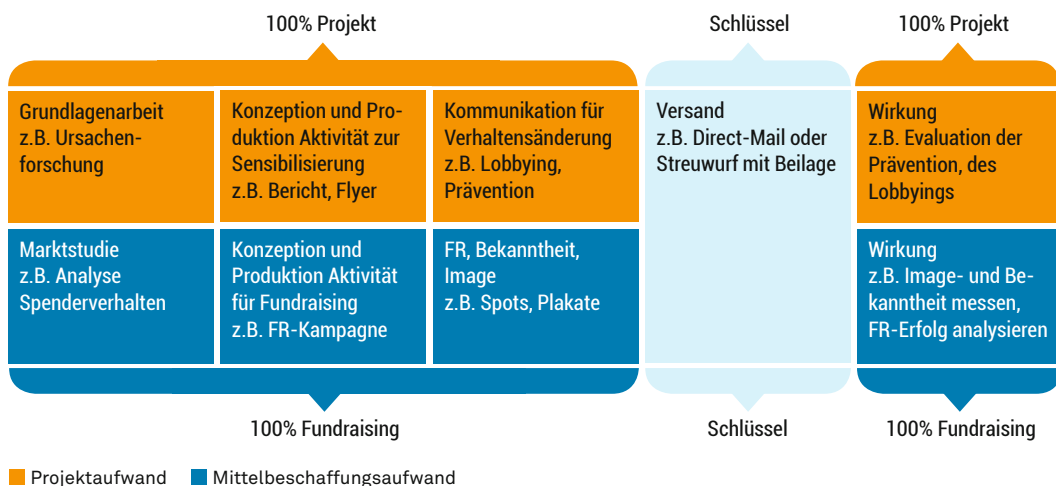 100% Projekt
Schlüssel
100% Projekt
Grundlagenarbeit
z.B. Ursachen-
forschung
Konzeption und Pro-
duktion Aktivität zur
Sensibilisierung
z.B. Bericht, Flyer
Kommunikation für
Verhaltensänderung
z.B. Lobbying,
Prävention
Versand
z.B. Direct-Mail oder
Streuwurf mit Beilage
Wirkung
z.B. Evaluation der
Prävention, des
Lobbyings
Marktstudie
z.B. Analyse
Spenderverhalten
Konzeption und
Produktion Aktivität
für Fundraising
z.B. FR-Kampagne
FR, Bekanntheit,
Image
z.B. Spots, Plakate
Wirkung
z.B. Image- und Be-
kanntheit messen,
FR-Erfolg analysieren
100% Fundraising
Schlüssel
100% Fundraising
Projektaufwand
Mittelbeschaffungsaufwand